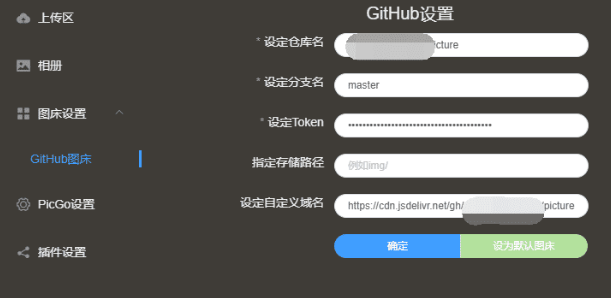 GitHub设置
上传区
相册
图床设置
GitHub图床
PicGo设置
插件设置
* 设定仓库名
cture
* 设定分支名
master
* 设定Token
••••••••••••••••••••••••••••••••••••••••
指定存储路径
例如img/
设定自定义域名
https://cdn.jsdelivr.net/gh/ /picture
确定
设为默认图床